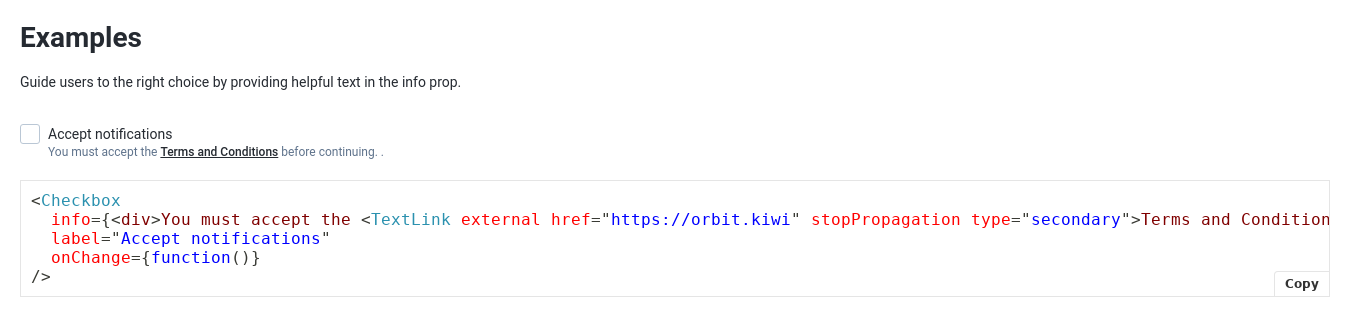 Examples
Guide users to the right choice by providing helpful text in the info prop.
Accept notifications
You must accept the Terms and Conditions before continuing. .
<Checkbox
  info={<div>You must accept the <TextLink external href="https://orbit.kiwi" stopPropagation type="secondary">Terms and Condition
  label="Accept notifications"
  onChange={function()}
/>
Copy